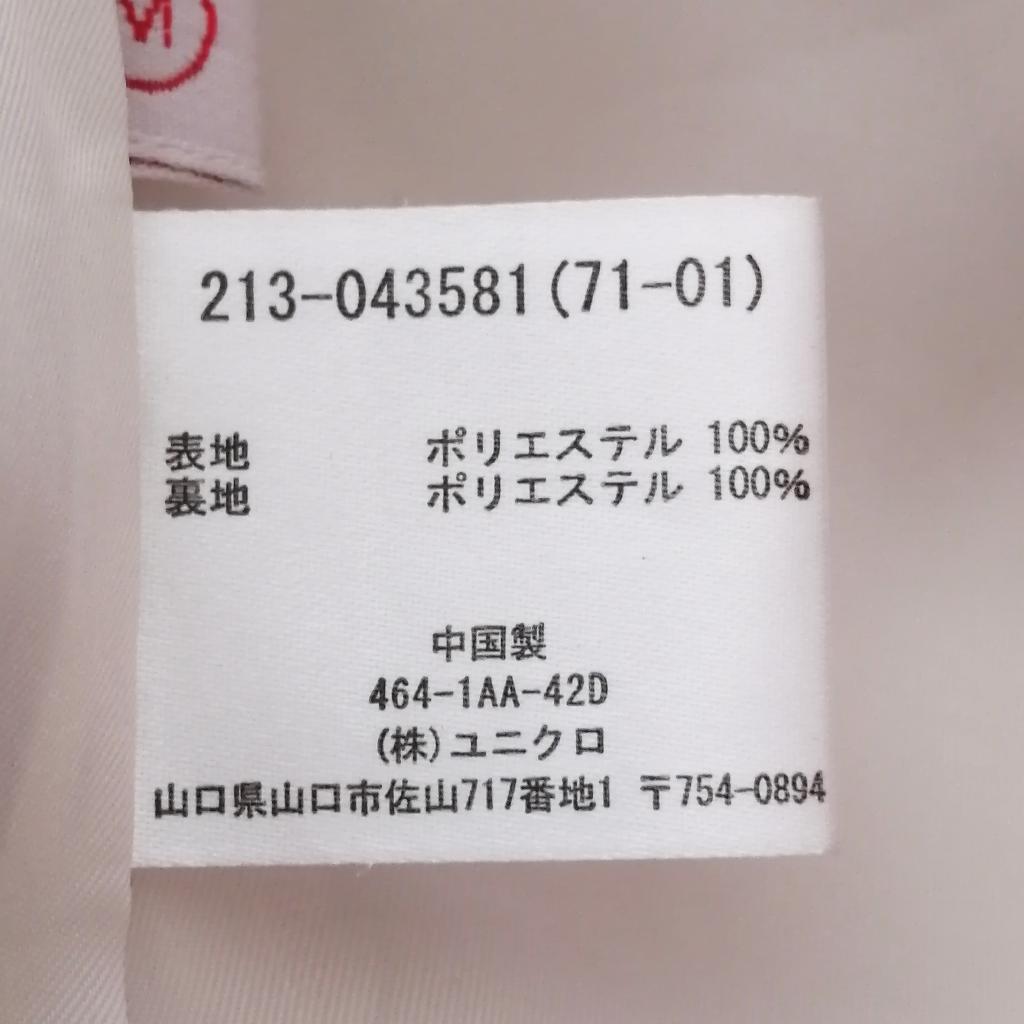 213-043581(71-01)
表地 ポリエステル 100%
裏地 ポリエステル 100%
中国製
464-1AA-42D
(株)ユニクロ
山口県山口市佐山717番地1 〒754-0894